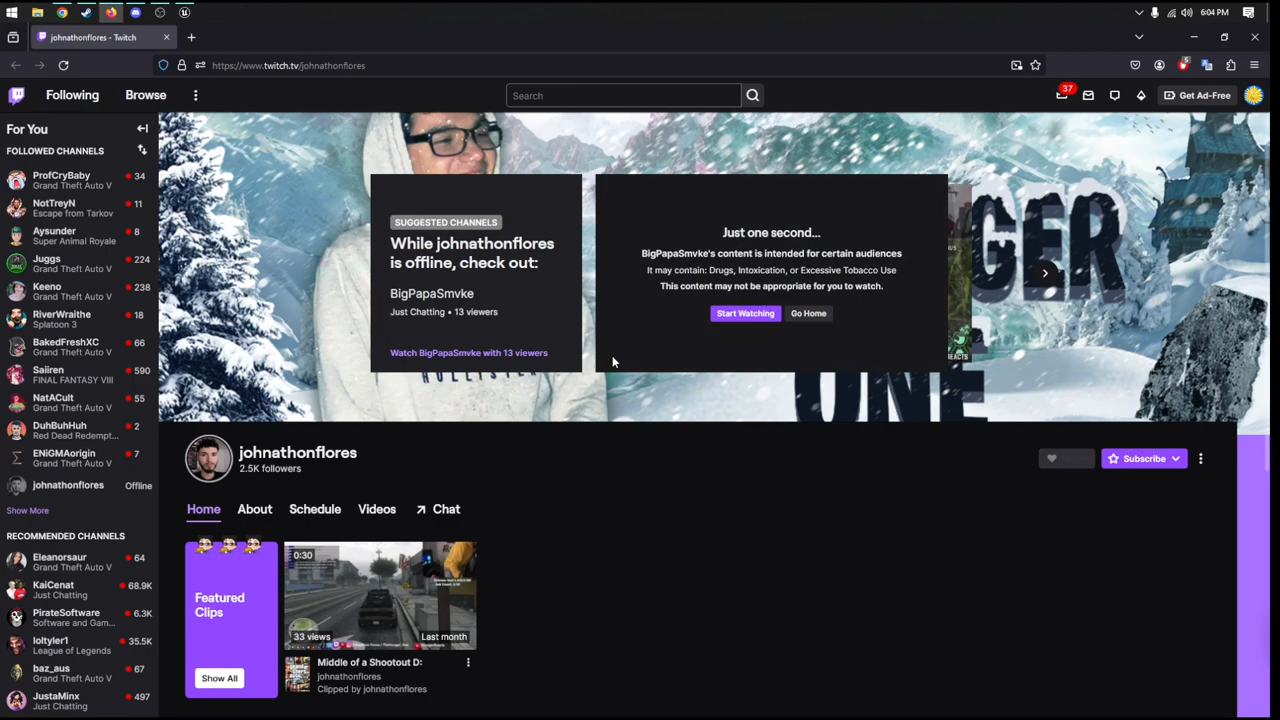 6:04 PM
johnathonflores - Twitch
https://www.twitch.tv/johnathonflores
Following
Browse
Search
37
Get Ad-Free
For You
FOLLOWED CHANNELS
ProfCryBaby
34
Grand Theft Auto V
NotTreyN
11
Escape from Tarkov
Aysunder
8
Super Animal Royale
Juggs
224
Grand Theft Auto V
Keeno
238
Grand Theft Auto V
RiverWraithe
18
Splatoon 3
BakedFreshXC
66
Grand Theft Auto V
Saiiren
590
FINAL FANTASY VIII
NatACult
55
Grand Theft Auto V
DuhBuhHuh
2
Red Dead Redempt...
ENiGMAorigin
7
Grand Theft Auto V
johnathonflores
Offline
Show More
RECOMMENDED CHANNELS
Eleanorsaur
64
Grand Theft Auto V
KaiCenat
68.9K
Just Chatting
PirateSoftware
6.3K
Software and Gam...
loltyler1
35.5K
League of Legends
baz_aus
67
Grand Theft Auto V
JustaMinx
497
Just Chatting
SUGGESTED CHANNELS
While johnathonflores
is offline, check out:
BigPapaSmvke
Just Chatting • 13 viewers
Watch BigPapaSmvke with 13 viewers
Just one second...
BigPapaSmvke's content is intended for certain audiences
It may contain: Drugs, Intoxication, or Excessive Tobacco Use
This content may not be appropriate for you to watch.
Start Watching
Go Home
GER
ONE
johnathonflores
2.5K followers
Subscribe
Home
About
Schedule
Videos
Chat
Featured
Clips
Show All
0:30
33 views
Last month
Middle of a Shootout D:
johnathonflores
Clipped by johnathonflores